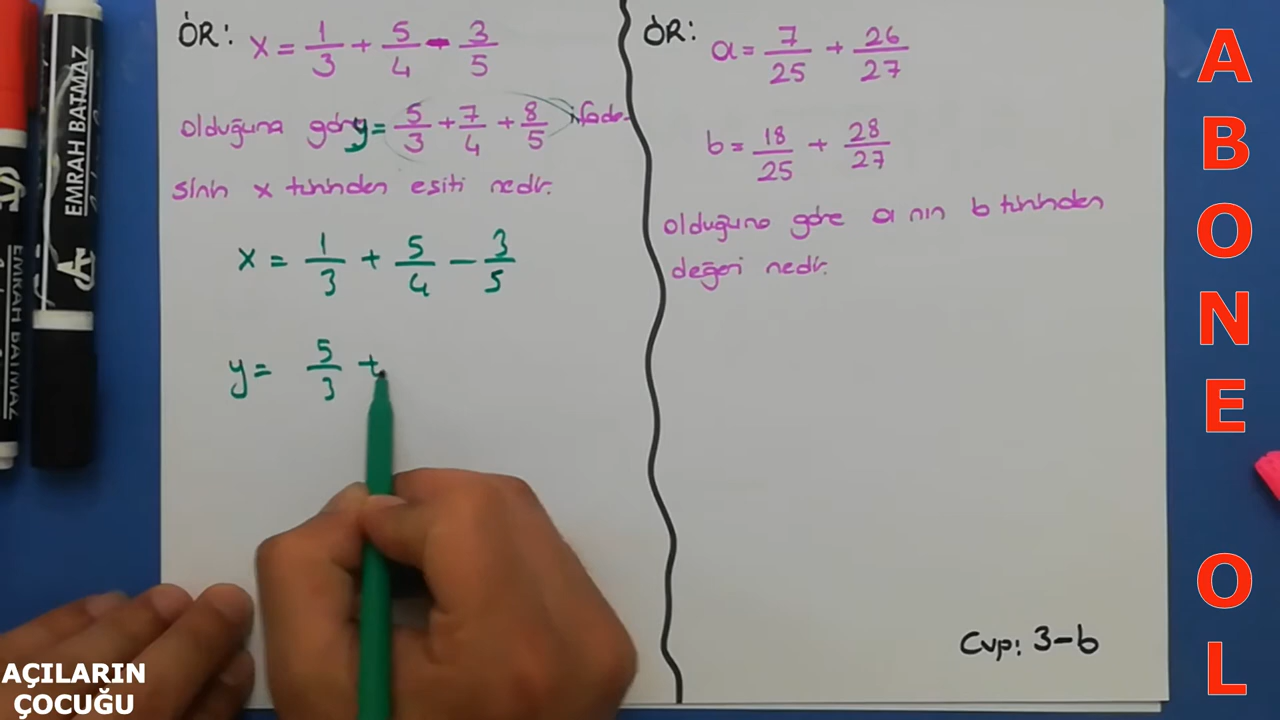 ÖR: x = 1/3 + 5/4 - 3/5
olduğuna göre y= 5/3 + 7/4 + 8/5 ifade-
sinin x türünden eşiti nedir.
x = 1/3 + 5/4 - 3/5
y = 5/3 +
ÖR: a = 7/25 + 26/27
b = 18/25 + 28/27
olduğuna göre a nın b türünden
değeri nedir.
Cvp: 3-b
EMRAH BATMAZ
EMRAH BATMAZ
AÇILARIN
ÇOCUĞU
A
B
O
N
E
O
L